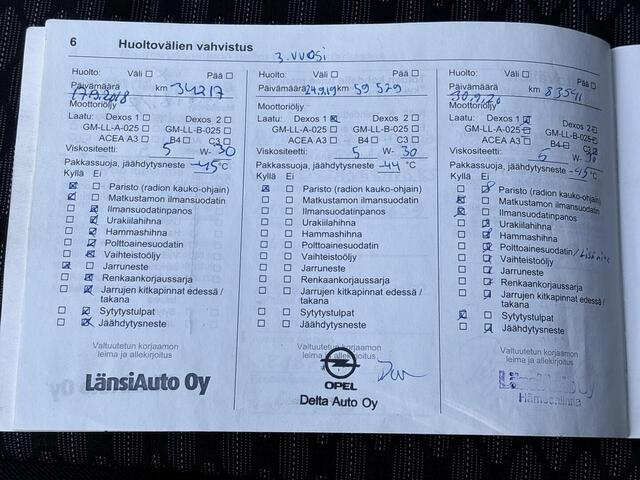 6 Huoltovälien vahvistus
3. VUOSI
Huolto: Väli ☐ Pää ☐
Päivämäärä km 34217
17.9.2018
Moottoriöljy
Laatu: Dexos 1 ☐ Dexos 2 ☐
GM-LL-A-025 ☐ GM-LL-B-025 ☐
ACEA A3 ☐ B4 ☐ C3 ☐
Viskositeetti: 5 W- 30
Pakkassuoja, jäähdytysneste -45 °C
Kyllä Ei
☒ ☐ Paristo (radion kauko-ohjain)
☒ ☐ Matkustamon ilmansuodatin
☐ ☒ Ilmansuodatinpanos
☐ ☒ Urakiilahihna
☐ ☒ Hammashihna
☐ ☒ Polttoainesuodatin
☐ ☒ Vaihteistoöljy
☒ ☐ Jarruneste
☐ ☒ Renkaankorjaussarja
☐ ☒ Jarrujen kitkapinnat edessä /
takana
☐ ☒ Sytytystulpat
☐ ☒ Jäähdytysneste
Valtuutetun korjaamon
leima ja allekirjoitus
LänsiAuto Oy
Huolto: Väli ☐ Pää ☐
Päivämäärä 24.9.19 km 59 529
Moottoriöljy
Laatu: Dexos 1 ☒ Dexos 2 ☐
GM-LL-A-025 ☐ GM-LL-B-025 ☐
ACEA A3 ☐ B4 ☐ C3 ☐
Viskositeetti: 5 W- 30
Pakkassuoja, jäähdytysneste -44 °C
Kyllä Ei
☒ ☐ Paristo (radion kauko-ohjain)
☐ ☐ Matkustamon ilmansuodatin
☐ ☐ Ilmansuodatinpanos
☐ ☐ Urakiilahihna
☐ ☐ Hammashihna
☐ ☐ Polttoainesuodatin
☐ ☐ Vaihteistoöljy
☐ ☐ Jarruneste
☐ ☐ Renkaankorjaussarja
☐ ☐ Jarrujen kitkapinnat edessä /
takana
☐ ☐ Sytytystulpat
☐ ☐ Jäähdytysneste
Valtuutetun korjaamon
leima ja allekirjoitus
OPEL
Delta Auto Oy
Huolto: Väli ☐ Pää ☐
Päivämäärä km 83541
Moottoriöljy
Laatu: Dexos 1 ☒ Dexos 2 ☐
GM-LL-A-025 ☐ GM-LL-B-025 ☐
ACEA A3 ☐ B4 ☐ C3 ☐
Viskositeetti: 5 W- 30
Pakkassuoja, jäähdytysneste -45 °C
Kyllä Ei
☐ ☒ Paristo (radion kauko-ohjain)
☒ ☐ Matkustamon ilmansuodatin
☒ ☐ Ilmansuodatinpanos
☐ ☒ Urakiilahihna
☐ ☒ Hammashihna
☐ ☒ Polttoainesuodatin
☐ ☒ Vaihteistoöljy
☐ ☒ Jarruneste
☐ ☒ Renkaankorjaussarja
☐ ☒ Jarrujen kitkapinnat edessä /
takana
☒ ☐ Sytytystulpat
☐ ☒ Jäähdytysneste
Valtuutetun korjaamon
leima ja allekirjoitus
Hämeenlinna